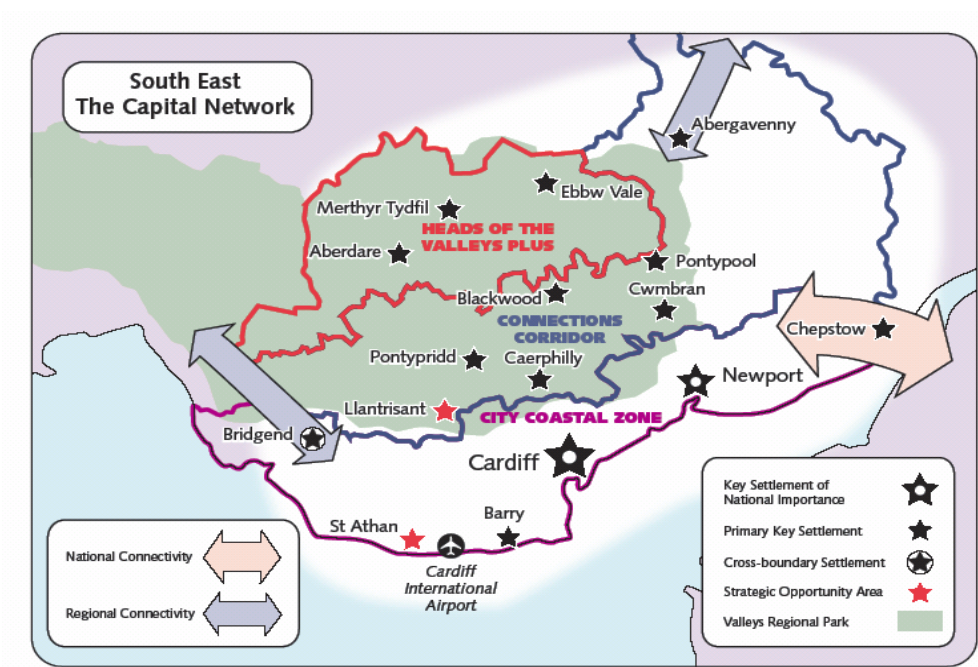 South East
The Capital Network
Abergavenny
Ebbw Vale
Merthyr Tydfil
HEADS OF THE
VALLEYS PLUS
Aberdare
Pontypool
Cwmbran
Blackwood
CONNECTIONS
CORRIDOR
Chepstow
Pontypridd
Caerphilly
Newport
Llantrisant
CITY COASTAL ZONE
Bridgend
Cardiff
St Athan
Barry
Cardiff
International
Airport
National Connectivity
Regional Connectivity
Key Settlement of
National Importance
Primary Key Settlement
Cross-boundary Settlement
Strategic Opportunity Area
Valleys Regional Park